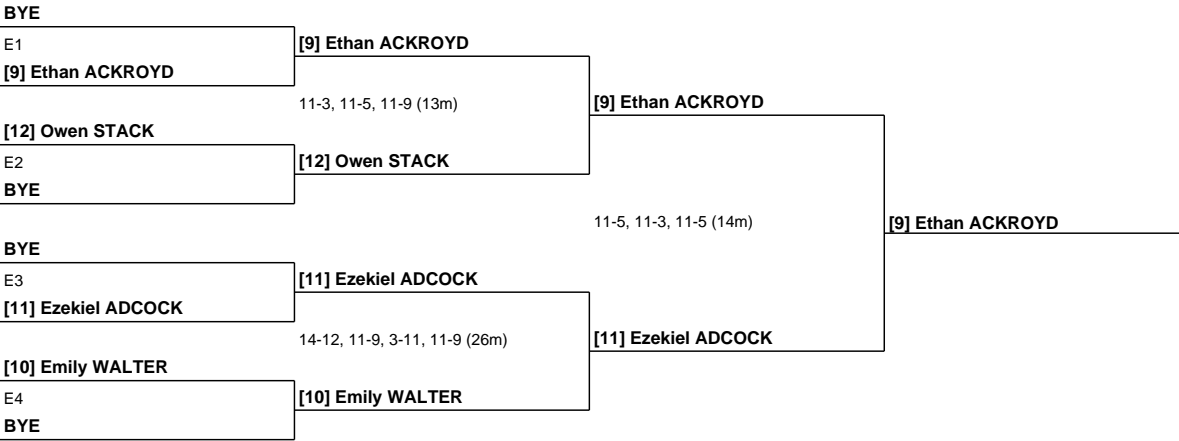 BYE
E1
[9] Ethan ACKROYD
[9] Ethan ACKROYD
11-3, 11-5, 11-9 (13m)
[9] Ethan ACKROYD
[12] Owen STACK
E2
[12] Owen STACK
BYE
11-5, 11-3, 11-5 (14m)
[9] Ethan ACKROYD
BYE
E3
[11] Ezekiel ADCOCK
[11] Ezekiel ADCOCK
14-12, 11-9, 3-11, 11-9 (26m)
[11] Ezekiel ADCOCK
[10] Emily WALTER
E4
[10] Emily WALTER
BYE